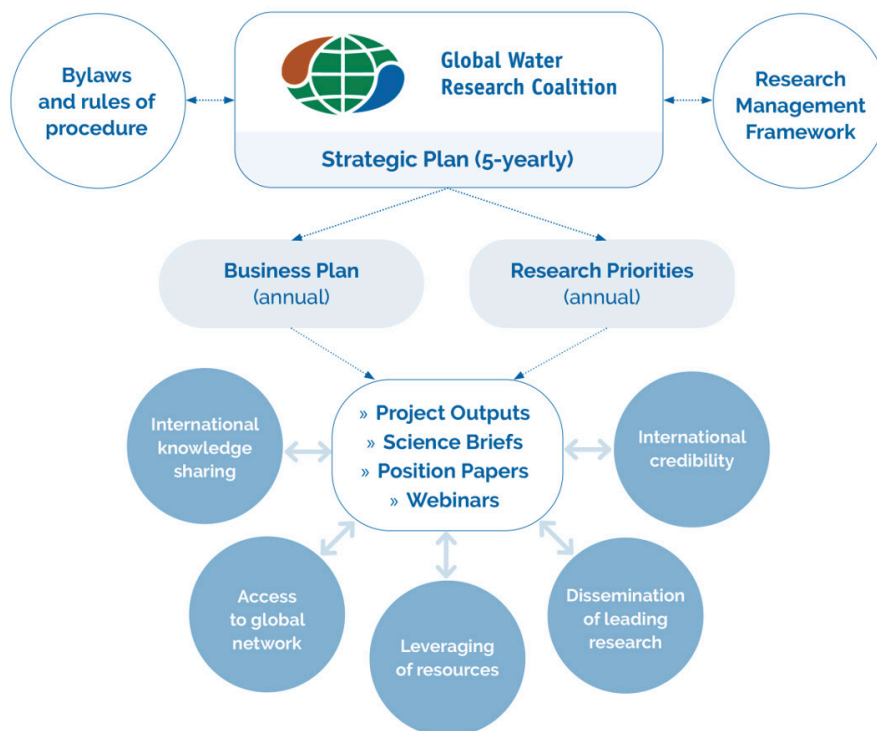 Bylaws
and rules of
procedure
Global Water
Research Coalition
Strategic Plan (5-yearly)
Research
Management
Framework
Business Plan
(annual)
Research Priorities
(annual)
» Project Outputs
» Science Briefs
» Position Papers
» Webinars
International
knowledge
sharing
International
credibility
Access
to global
network
Leveraging
of resources
Dissemination
of leading
research